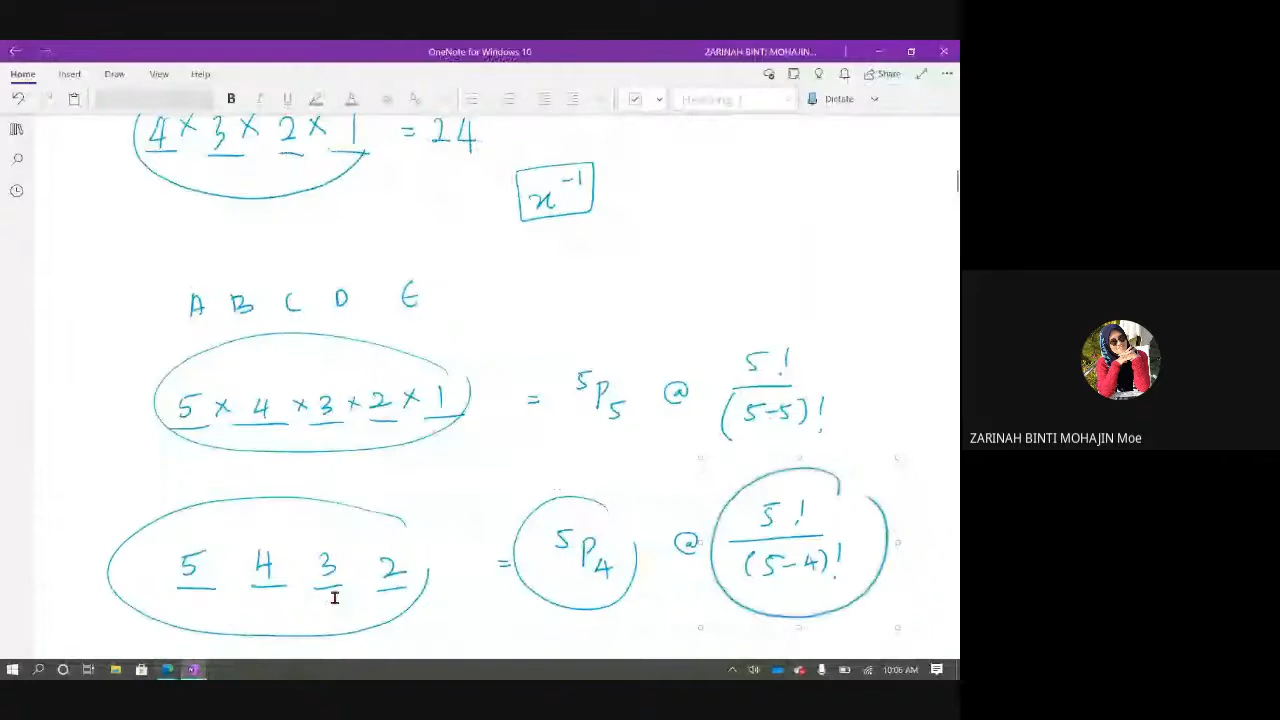 OneNote for Windows 10
ZARINAH BINTI MOHAJIN...
Home Insert Draw View Help
Share
B I U A
Heading 1
Dictate
4 × 3 × 2 × 1 = 24
x⁻¹
A B C D E
5 × 4 × 3 × 2 × 1 = ⁵P₅ @ 5! / (5-5)!
5 4 3 2 = ⁵P₄ @ 5! / (5-4)!
ZARINAH BINTI MOHAJIN Moe
10:06 AM